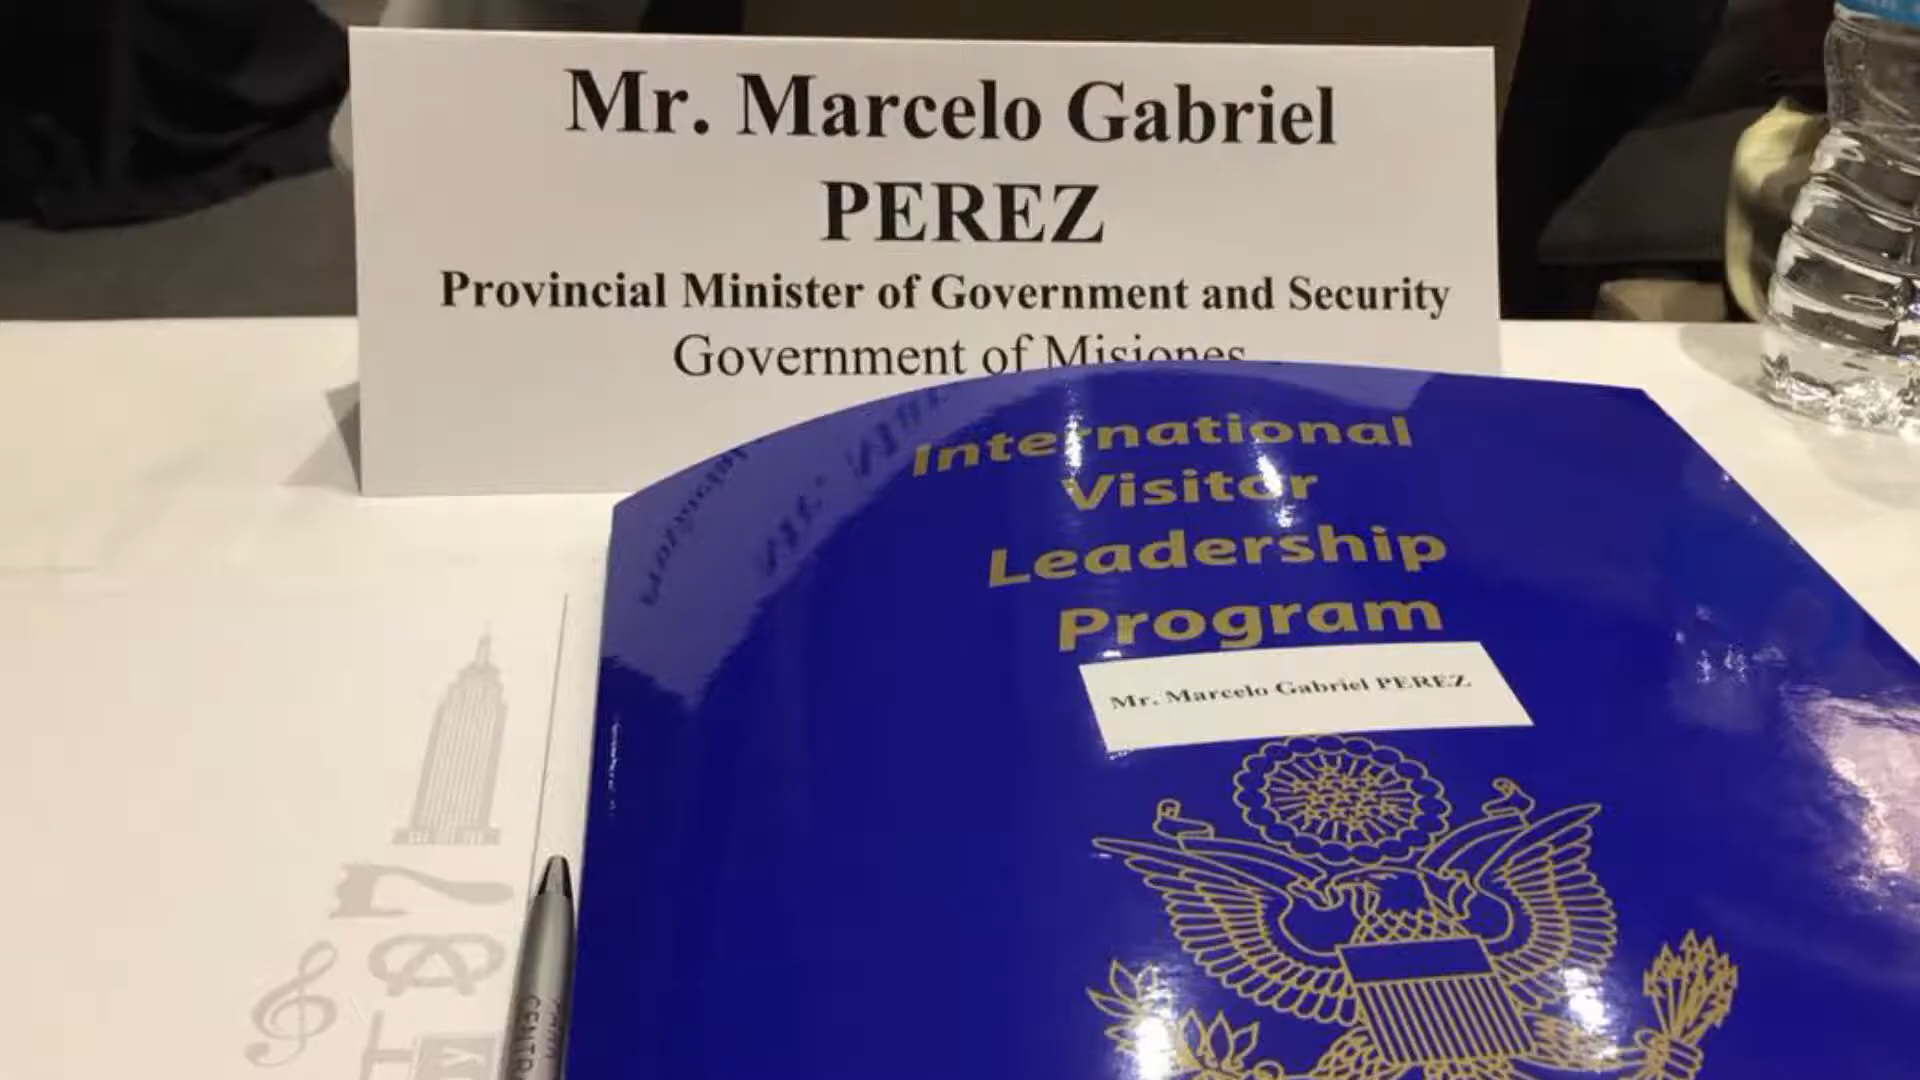 Mr. Marcelo Gabriel
PEREZ
Provincial Minister of Government and Security
Government of Misiones
International
Visitor
Leadership
Program
Mr. Marcelo Gabriel PEREZ